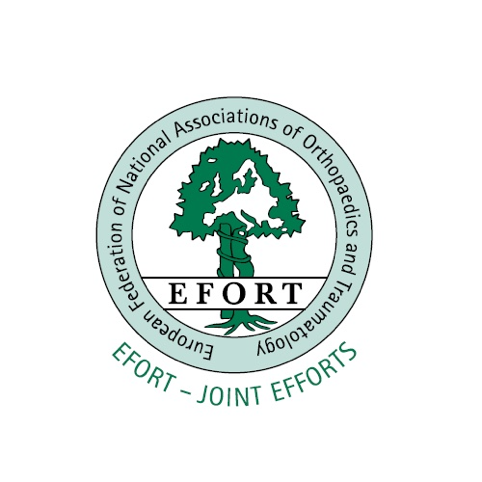 European Federation of National Associations of Orthopaedics and Traumatology
EFORT
EFORT – JOINT EFFORTS